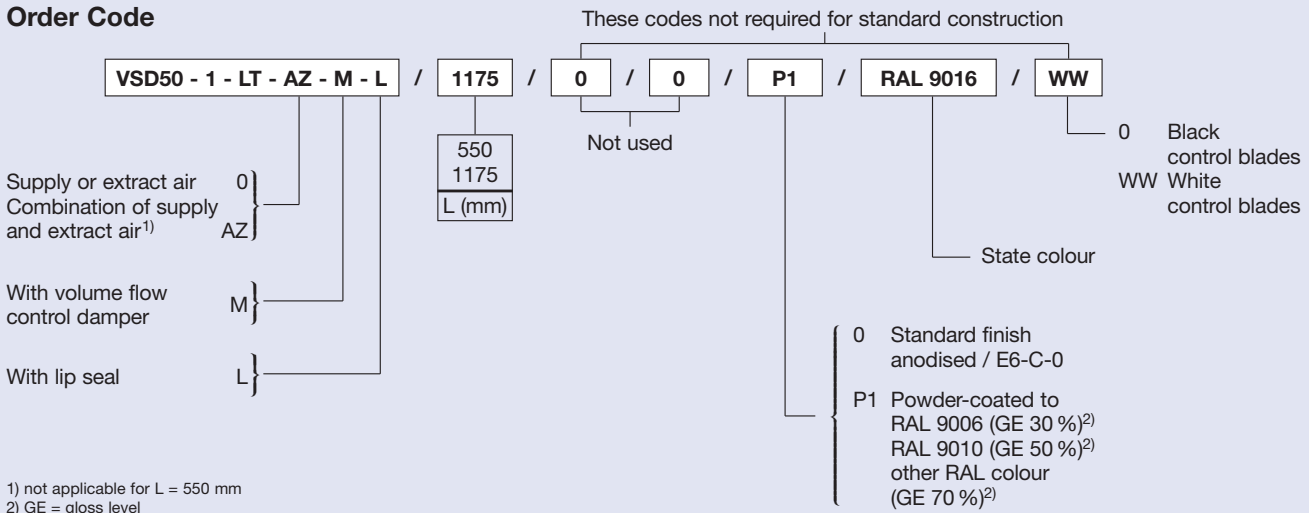 Order Code
These codes not required for standard construction
VSD50 - 1 - LT - AZ - M - L / 1175 / 0 / 0 / P1 / RAL 9016 / WW
550
1175
L (mm)
Not used
0 Black
control blades
WW White
control blades
Supply or extract air 0
Combination of supply
and extract air1) AZ
State colour
With volume flow
control damper M
With lip seal L
0 Standard finish
anodised / E6-C-0
P1 Powder-coated to
RAL 9006 (GE 30 %)2)
RAL 9010 (GE 50 %)2)
other RAL colour
(GE 70 %)2)
1) not applicable for L = 550 mm
2) GE = gloss level